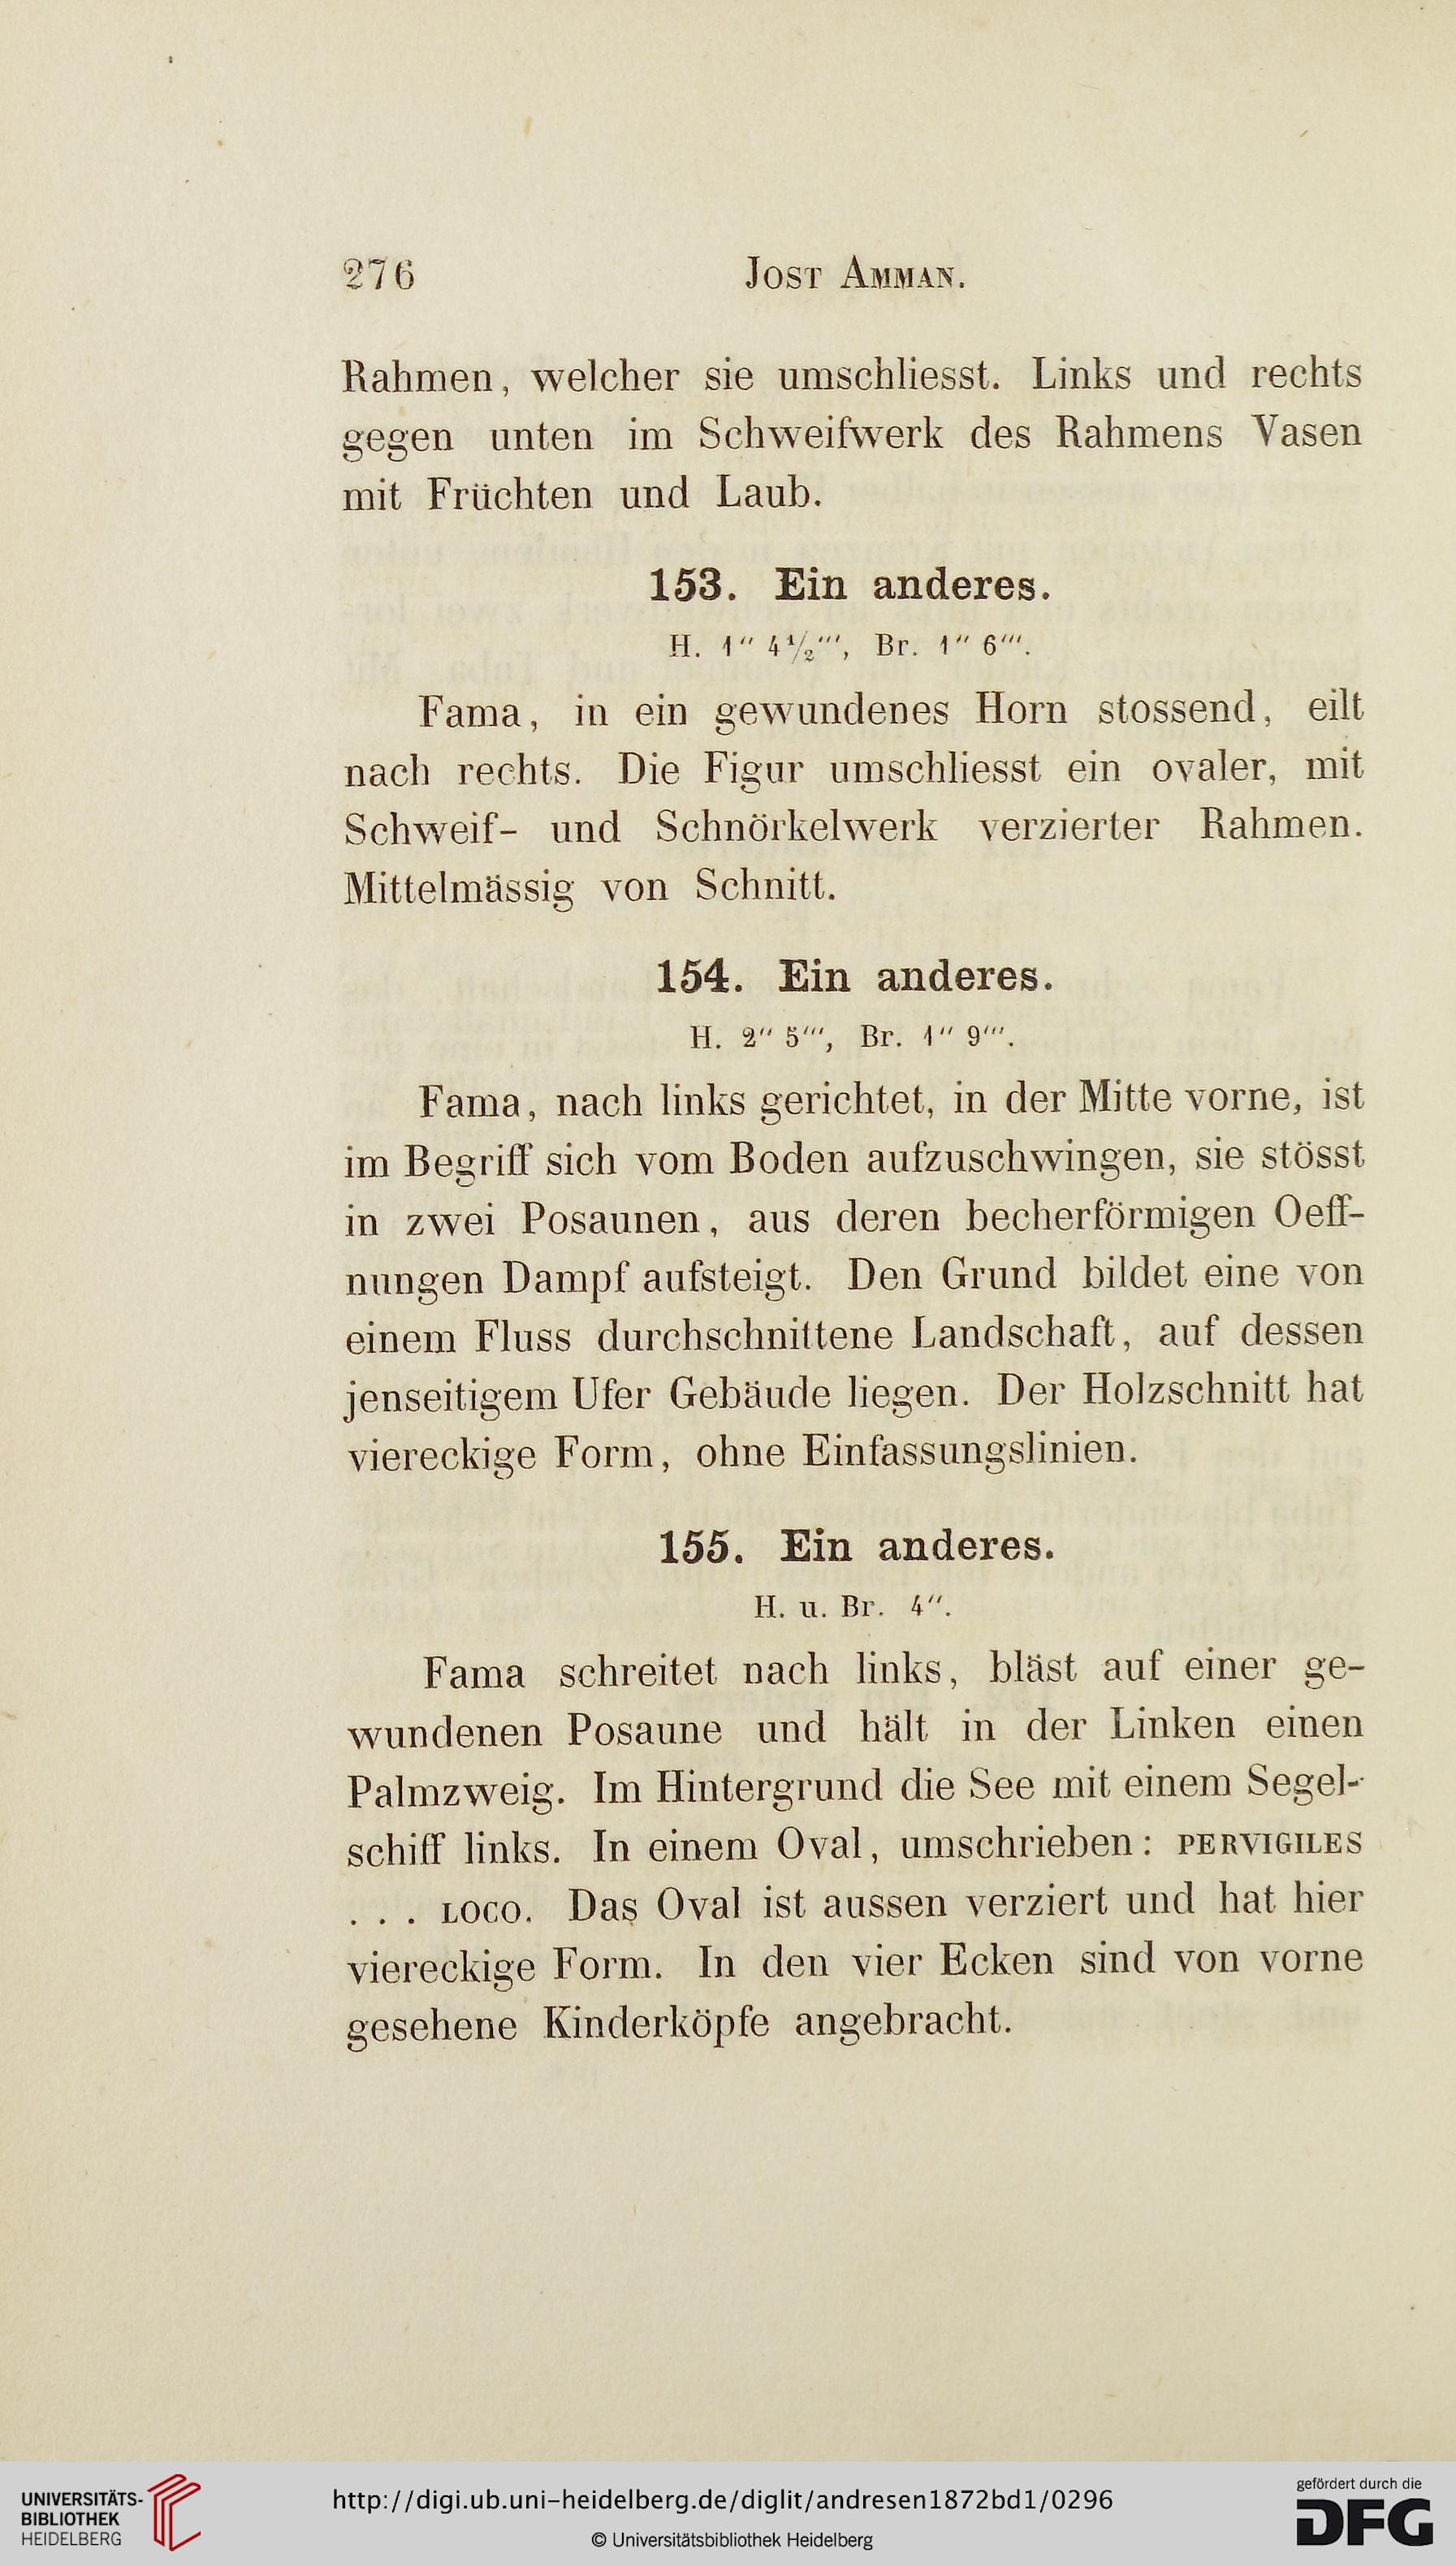 276
Jost Amman.
Rahmen, welcher sie umschliesst. Links und rechts
gegen unten im Schweifwerk des Rahmens Vasen
mit Früchten und Laub.
153. Ein anderes.
H. 1″ 4½‴, Br. 1″ 6‴.
Fama, in ein gewundenes Horn stossend, eilt
nach rechts. Die Figur umschliesst ein ovaler, mit
Schweif- und Schnörkelwerk verzierter Rahmen.
Mittelmässig von Schnitt.
154. Ein anderes.
H. 2″ 5‴, Br. 1″ 9‴.
Fama, nach links gerichtet, in der Mitte vorne, ist
im Begriff sich vom Boden aufzuschwingen, sie stösst
in zwei Posaunen, aus deren becherförmigen Oeff-
nungen Dampf aufsteigt. Den Grund bildet eine von
einem Fluss durchschnittene Landschaft, auf dessen
jenseitigem Ufer Gebäude liegen. Der Holzschnitt hat
viereckige Form, ohne Einfassungslinien.
155. Ein anderes.
H. u. Br. 4″.
Fama schreitet nach links, bläst auf einer ge-
wundenen Posaune und hält in der Linken einen
Palmzweig. Im Hintergrund die See mit einem Segel-
schiff links. In einem Oval, umschrieben: PERVIGILES
. . . LOCO. Das Oval ist aussen verziert und hat hier
viereckige Form. In den vier Ecken sind von vorne
gesehene Kinderköpfe angebracht.
UNIVERSITÄTS-
BIBLIOTHEK
HEIDELBERG
http://digi.ub.uni-heidelberg.de/diglit/andresen1872bd1/0296
© Universitätsbibliothek Heidelberg
gefördert durch die
DFG